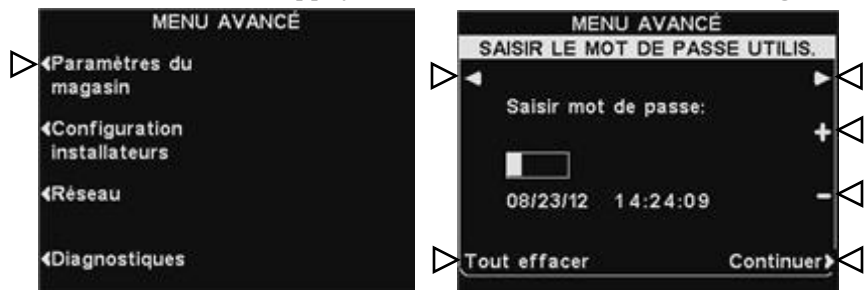 MENU AVANCÉ
Paramètres du
magasin
Configuration
installateurs
Réseau
Diagnostiques
MENU AVANCÉ
SAISIR LE MOT DE PASSE UTILIS.
Saisir mot de passe:
+
08/23/12 14:24:09 -
Tout effacer Continuer